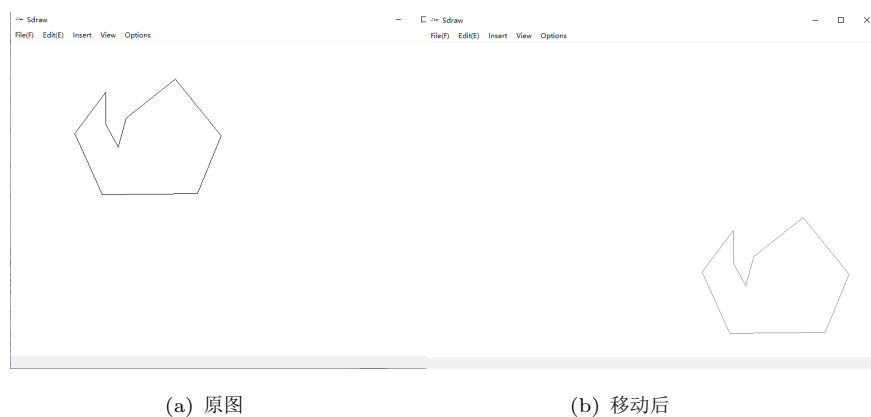 Sdraw
File(F) Edit(E) Insert View Options
Sdraw
File(F) Edit(E) Insert View Options
(a) 原图
(b) 移动后